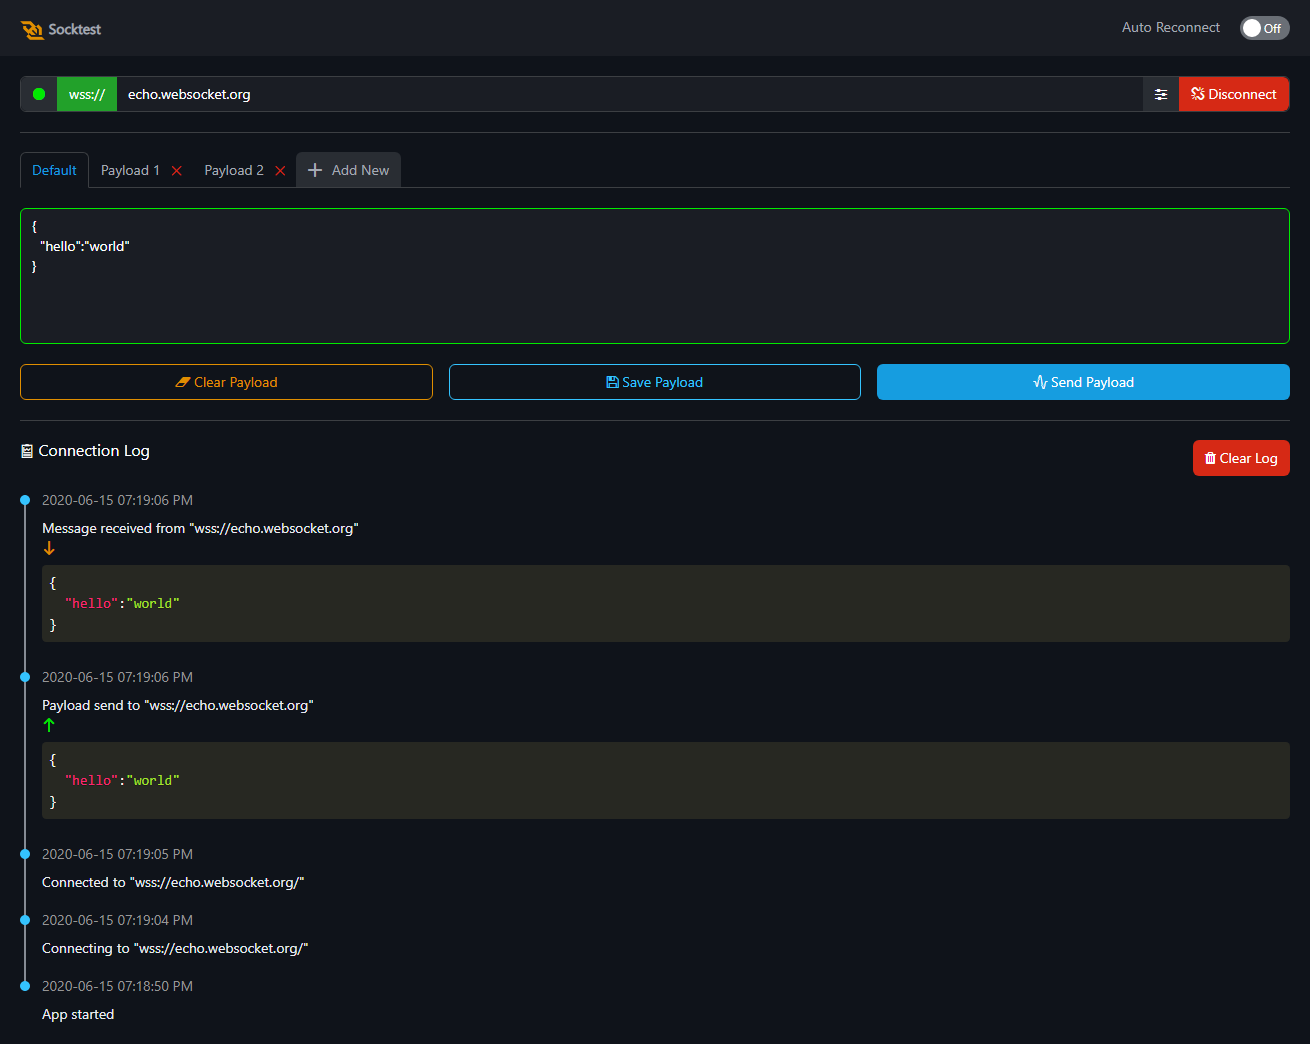 Socktest
Auto Reconnect
Off
wss://
echo.websocket.org
Disconnect
Default
Payload 1
Payload 2
Add New
{
  "hello":"world"
}
Clear Payload
Save Payload
Send Payload
Connection Log
Clear Log
2020-06-15 07:19:06 PM
Message received from "wss://echo.websocket.org"
{
  "hello":"world"
}
2020-06-15 07:19:06 PM
Payload send to "wss://echo.websocket.org"
{
  "hello":"world"
}
2020-06-15 07:19:05 PM
Connected to "wss://echo.websocket.org/"
2020-06-15 07:19:04 PM
Connecting to "wss://echo.websocket.org/"
2020-06-15 07:18:50 PM
App started